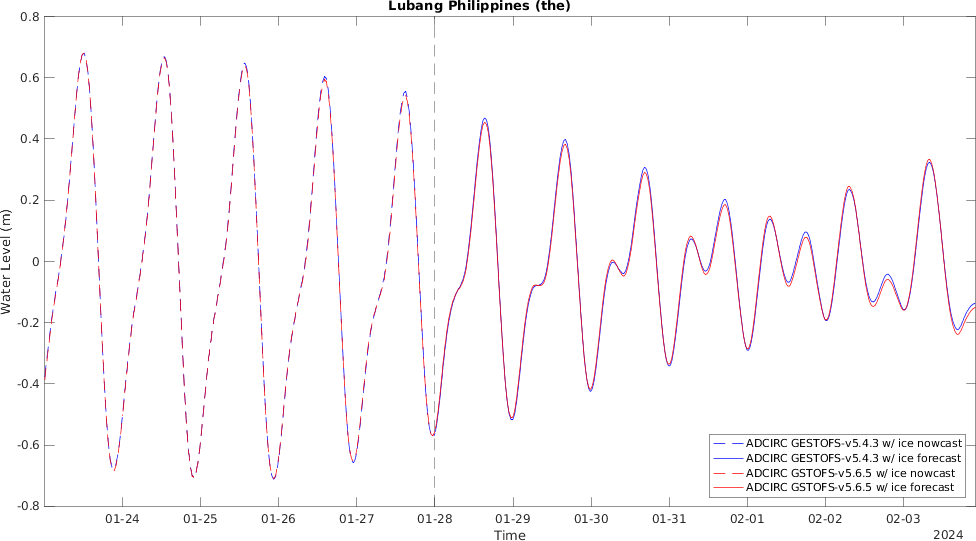 Lubang Philippines (the)
0.8
0.6
0.4
0.2
0
-0.2
-0.4
-0.6
-0.8
Water Level (m)
ADCIRC GESTOFS-v5.4.3 w/ ice nowcast
ADCIRC GESTOFS-v5.4.3 w/ ice forecast
ADCIRC GSTOFS-v5.6.5 w/ ice nowcast
ADCIRC GSTOFS-v5.6.5 w/ ice forecast
01-24 01-25 01-26 01-27 01-28 01-29 01-30 01-31 02-01 02-02 02-03
Time 2024